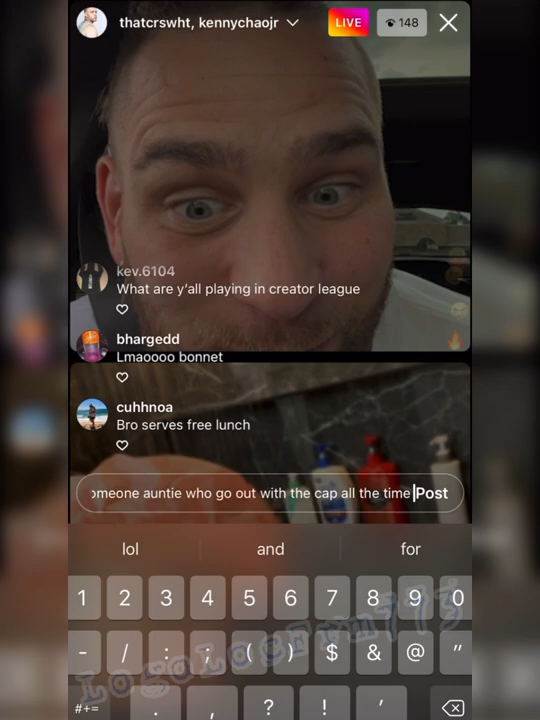 thatcrswht, kennychaojr
LIVE
148
kev.6104
What are y’all playing in creator league
bhargedd
Lmaoooo bonnet
cuhhnoa
Bro serves free lunch
omeone auntie who go out with the cap all the time Post
lol and for
1 2 3 4 5 6 7 8 9 0
- / : ; ( ) $ & @ "
#+= . , ? ! ’
LogoLocFrm773